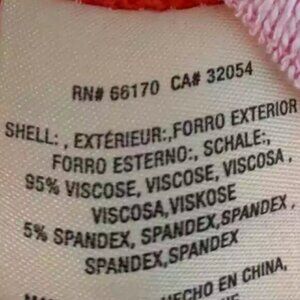 RN# 66170 CA# 32054
SHELL: , EXTÉRIEUR:,FORRO EXTERIOR
FORRO ESTERNO:, SCHALE:,
95% VISCOSE, VISCOSE, VISCOSA ,
VISCOSA,VISKOSE
5% SPANDEX, SPANDEX,SPANDEX ,
SPANDEX,SPANDEX
HECHO EN CHINA,